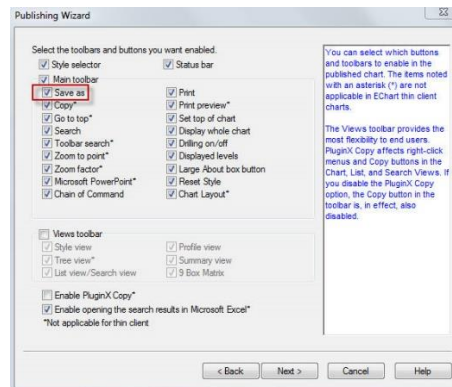 Publishing Wizard
Select the toolbars and buttons you want enabled.
Style selector
Status bar
Main toolbar
Save as
Print
Copy*
Print preview*
Go to top*
Set top of chart
Search
Display whole chart
Toolbar search*
Drilling on/off
Zoom to point*
Displayed levels
Zoom factor*
Large About box button
Microsoft PowerPoint*
Reset Style
Chain of Command
Chart Layout*
Views toolbar
Style view
Profile view
Tree view*
Summary view
List view/Search view
9 Box Matrix
Enable PluginX Copy*
Enable opening the search results in Microsoft Excel*
*Not applicable for thin client
You can select which buttons
and toolbars to enable in the
published chart. The items noted
with an asterisk (*) are not
applicable in EChart thin client
charts.
The Views toolbar provides the
most flexibility to end users.
PluginX Copy affects right-click
menus and Copy buttons in the
Chart, List, and Search Views. If
you disable the PluginX Copy
option, the Copy button in the
toolbar is, in effect, also
disabled.
< Back
Next >
Cancel
Help